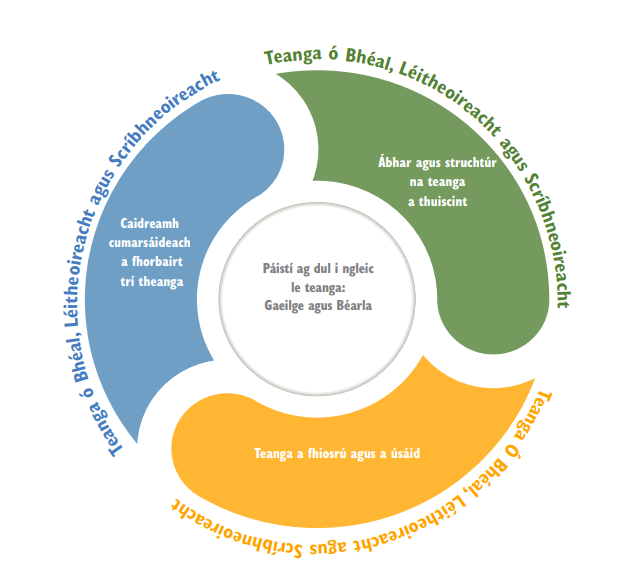 Teanga ó Bhéal, Léitheoireacht agus Scríbhneoireacht
Ábhar agus struchtúr
na teanga
a thuiscint
Caidreamh
cumarsáideach
a fhorbairt
trí theanga
Teanga ó Bhéal, Léitheoireacht agus Scríbhneoireacht
Páistí ag dul i ngleic
le teanga:
Gaeilge agus Béarla
Teanga a fhiosrú agus a úsáid
Teanga Ó Bhéal, Léitheoireacht agus Scríbhneoireacht